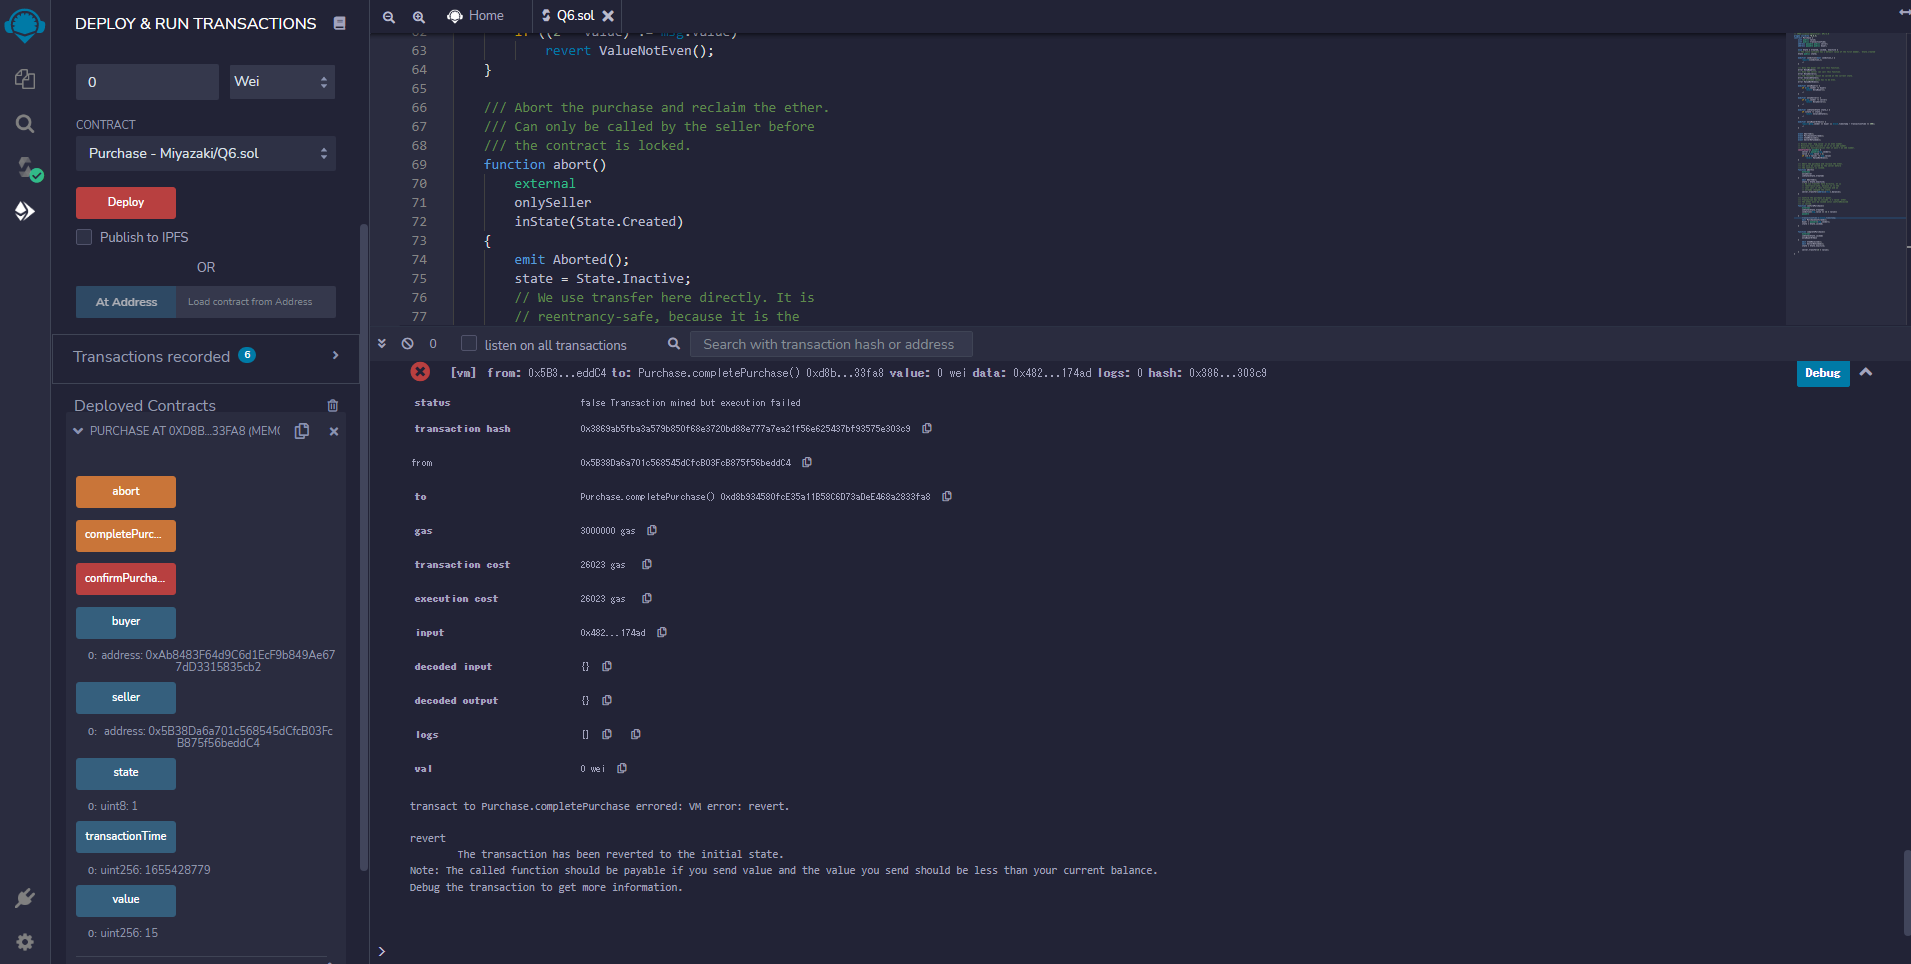 DEPLOY & RUN TRANSACTIONS
0
Wei
CONTRACT
Purchase - Miyazaki/Q6.sol
Deploy
Publish to IPFS
OR
At Address
Load contract from Address
Transactions recorded 6
Deployed Contracts
PURCHASE AT 0XD8B...33FA8 (MEMO
abort
completePurc...
confirmPurcha...
buyer
0: address: 0xAb8483F64d9C6d1EcF9b849Ae67
7dD3315835cb2
seller
0: address: 0x5B38Da6a701c568545dCfcB03Fc
B875f56beddC4
state
0: uint8: 1
transactionTime
0: uint256: 1655428779
value
0: uint256: 15
Home
Q6.sol
62 if ((2 * value) != msg.value)
63 revert ValueNotEven();
64 }
65
66 /// Abort the purchase and reclaim the ether.
67 /// Can only be called by the seller before
68 /// the contract is locked.
69 function abort()
70 external
71 onlySeller
72 inState(State.Created)
73 {
74 emit Aborted();
75 state = State.Inactive;
76 // We use transfer here directly. It is
77 // reentrancy-safe, because it is the
0
listen on all transactions
Search with transaction hash or address
[vm] from: 0x5B3...eddC4 to: Purchase.completePurchase() 0xd8b...33fa8 value: 0 wei data: 0x482...174ad logs: 0 hash: 0x386...303c9
Debug
status false Transaction mined but execution failed
transaction hash 0x3869ab5fba3a579b850f68e3720bd88e777a7ea21f56e625437bf93575e303c9
from 0x5B38Da6a701c568545dCfcB03FcB875f56beddC4
to Purchase.completePurchase() 0xd8b934580fcE35a11B58C6D73aDeE468a2833fa8
gas 3000000 gas
transaction cost 26023 gas
execution cost 26023 gas
input 0x482...174ad
decoded input {}
decoded output {}
logs []
val 0 wei
transact to Purchase.completePurchase errored: VM error: revert.
revert
The transaction has been reverted to the initial state.
Note: The called function should be payable if you send value and the value you send should be less than your current balance.
Debug the transaction to get more information.
>